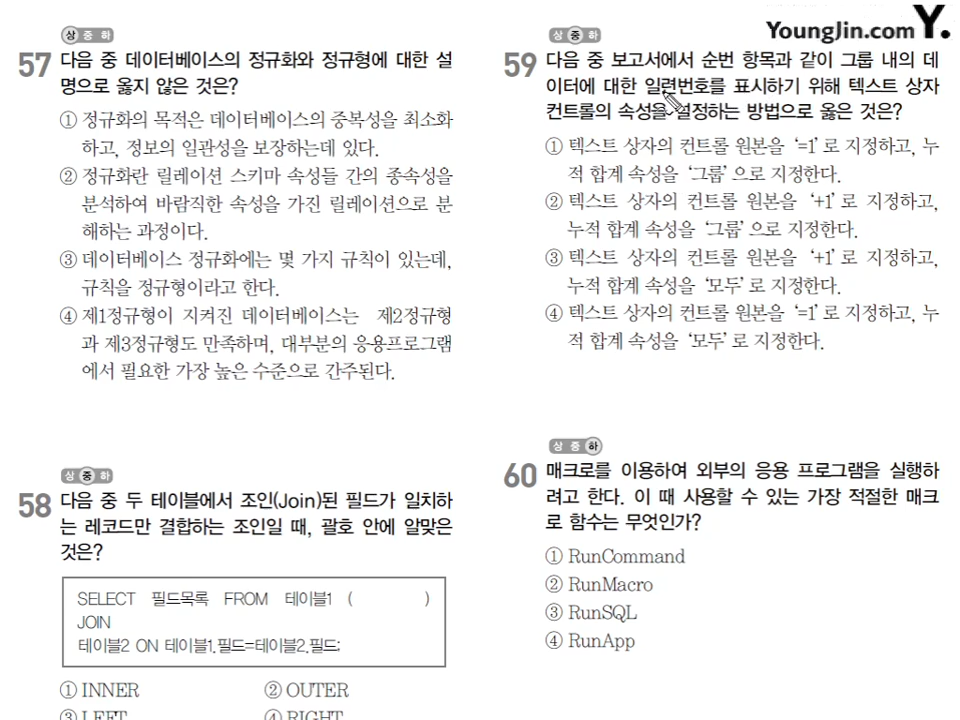 YoungJin.com Y.
상 중 하
57 다음 중 데이터베이스의 정규화와 정규형에 대한 설
명으로 옳지 않은 것은?
① 정규화의 목적은 데이터베이스의 중복성을 최소화
하고, 정보의 일관성을 보장하는데 있다.
② 정규화란 릴레이션 스키마 속성들 간의 종속성을
분석하여 바람직한 속성을 가진 릴레이션으로 분
해하는 과정이다.
③ 데이터베이스 정규화에는 몇 가지 규칙이 있는데,
규칙을 정규형이라고 한다.
④ 제1정규형이 지켜진 데이터베이스는 제2정규형
과 제3정규형도 만족하며, 대부분의 응용프로그램
에서 필요한 가장 높은 수준으로 간주된다.
상 중 하
58 다음 중 두 테이블에서 조인(Join)된 필드가 일치하
는 레코드만 결합하는 조인일 때, 괄호 안에 알맞은
것은?
SELECT 필드목록 FROM 테이블1 ( )
JOIN
테이블2 ON 테이블1.필드=테이블2.필드;
① INNER ② OUTER
③ LEFT ④ RIGHT
상 중 하
59 다음 중 보고서에서 순번 항목과 같이 그룹 내의 데
이터에 대한 일련번호를 표시하기 위해 텍스트 상자
컨트롤의 속성을 설정하는 방법으로 옳은 것은?
① 텍스트 상자의 컨트롤 원본을 ‘=1’로 지정하고, 누
적 합계 속성을 ‘그룹’으로 지정한다.
② 텍스트 상자의 컨트롤 원본을 ‘+1’로 지정하고,
누적 합계 속성을 ‘그룹’으로 지정한다.
③ 텍스트 상자의 컨트롤 원본을 ‘+1’로 지정하고,
누적 합계 속성을 ‘모두’로 지정한다.
④ 텍스트 상자의 컨트롤 원본을 ‘=1’로 지정하고, 누
적 합계 속성을 ‘모두’로 지정한다.
상 중 하
60 매크로를 이용하여 외부의 응용 프로그램을 실행하
려고 한다. 이 때 사용할 수 있는 가장 적절한 매크
로 함수는 무엇인가?
① RunCommand
② RunMacro
③ RunSQL
④ RunApp